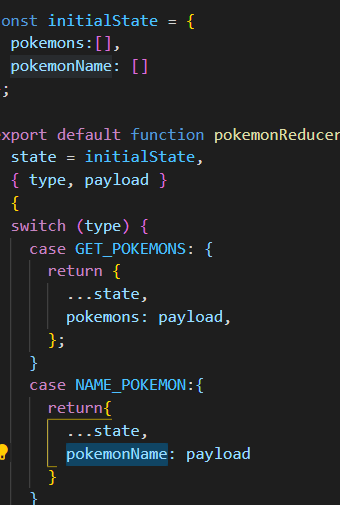 onst initialState = {
pokemons:[],
pokemonName: []
;
export default function pokemonReducer
state = initialState,
{ type, payload }
{
switch (type) {
case GET_POKEMONS: {
return {
...state,
pokemons: payload,
};
}
case NAME_POKEMON:{
return{
...state,
pokemonName: payload
}
}